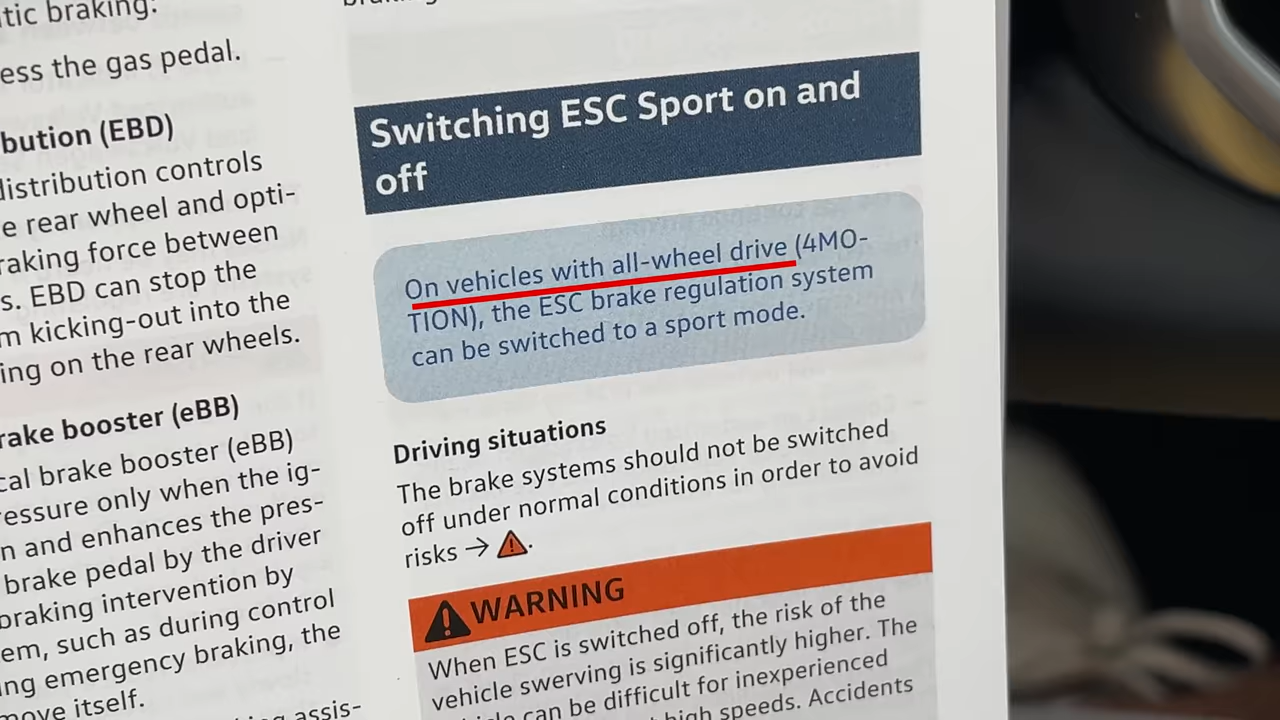 tic braking:
ess the gas pedal.
bution (EBD)
distribution controls
e rear wheel and opti-
raking force between
s. EBD can stop the
m kicking-out into the
ing on the rear wheels.
rake booster (eBB)
cal brake booster (eBB)
ressure only when the ig-
n and enhances the pres-
brake pedal by the driver
braking intervention by
em, such as during control
ng emergency braking, the
move itself.
assis-
Switching ESC Sport on and
off
On vehicles with all-wheel drive (4MO-
TION), the ESC brake regulation system
can be switched to a sport mode.
Driving situations
The brake systems should not be switched
off under normal conditions in order to avoid
risks → ⚠.
⚠ WARNING
When ESC is switched off, the risk of the
vehicle swerving is significantly higher. The
can be difficult for inexperienced
high speeds. Accidents